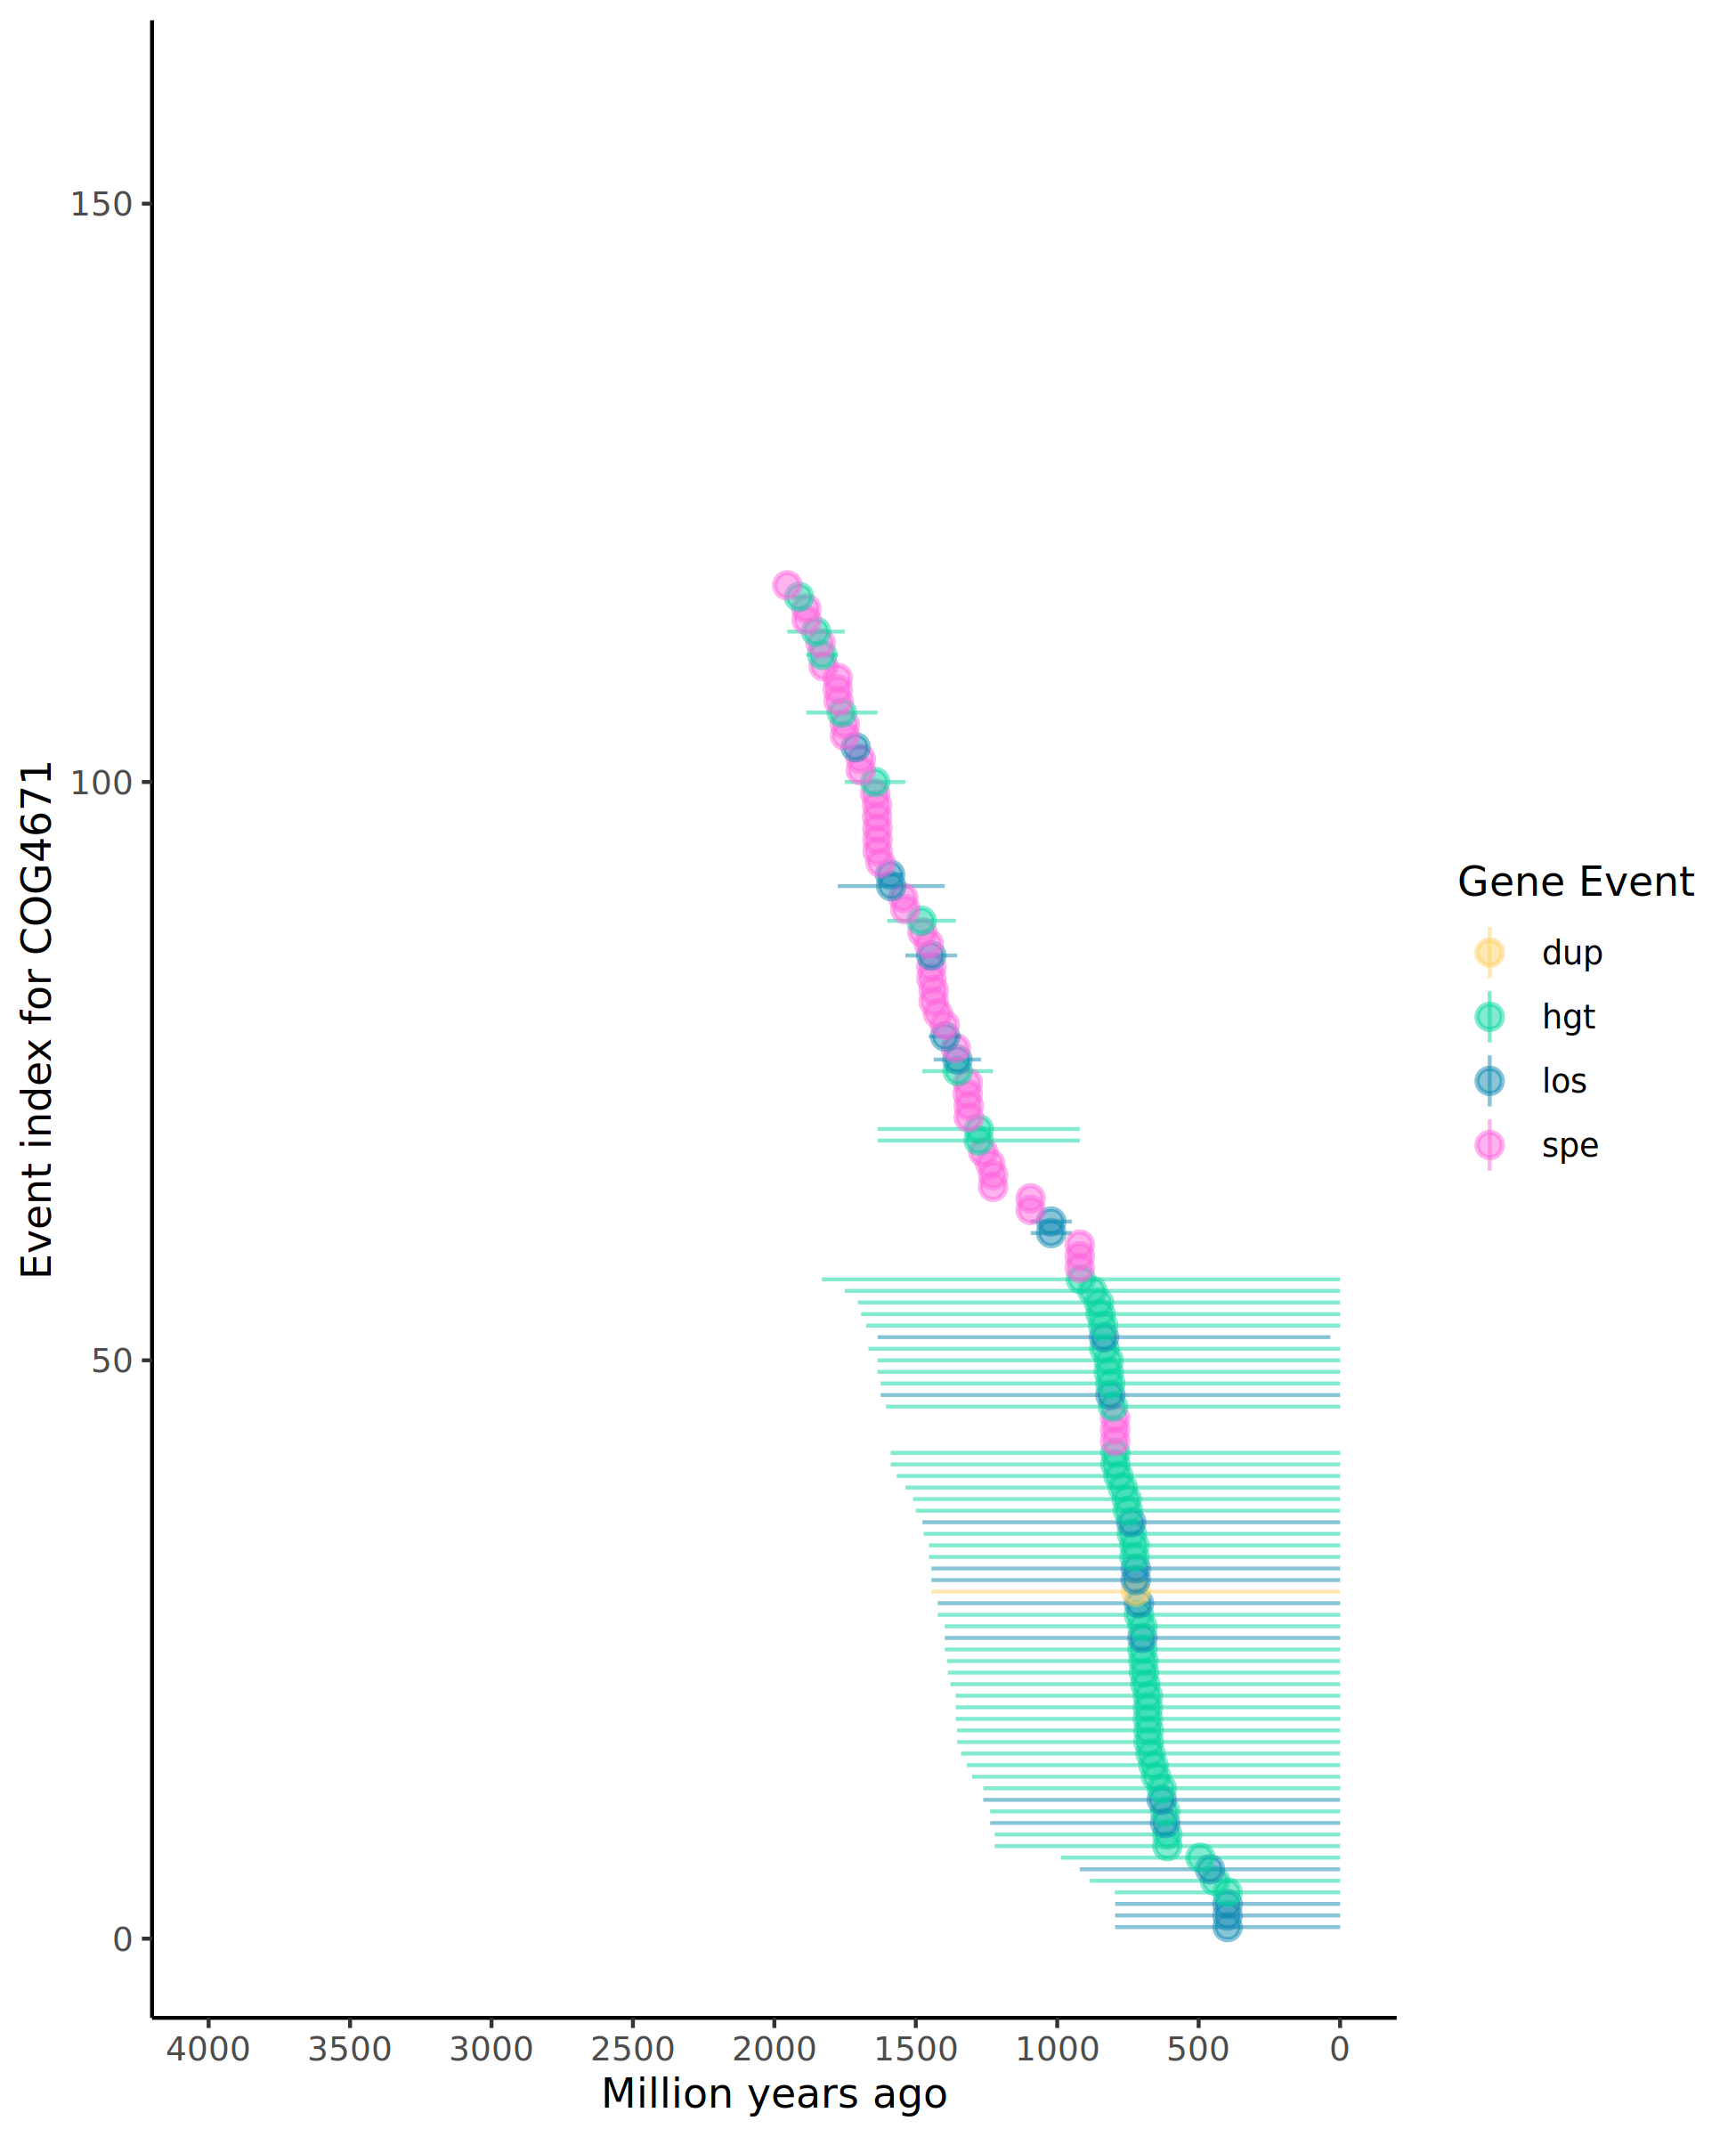 150
100
50
0
Event index for COG4671
4000 3500 3000 2500 2000 1500 1000 500 0
Million years ago
Gene Event
dup
hgt
los
spe